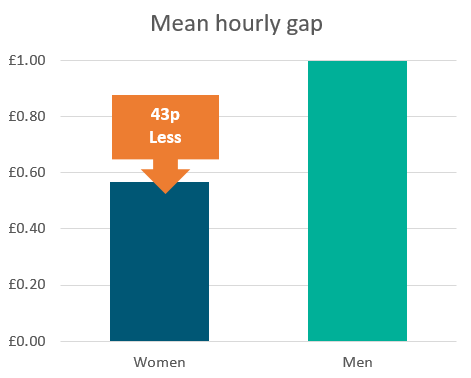 Mean hourly gap
£1.00
£0.80
£0.60
£0.40
£0.20
£0.00
43p
Less
Women
Men